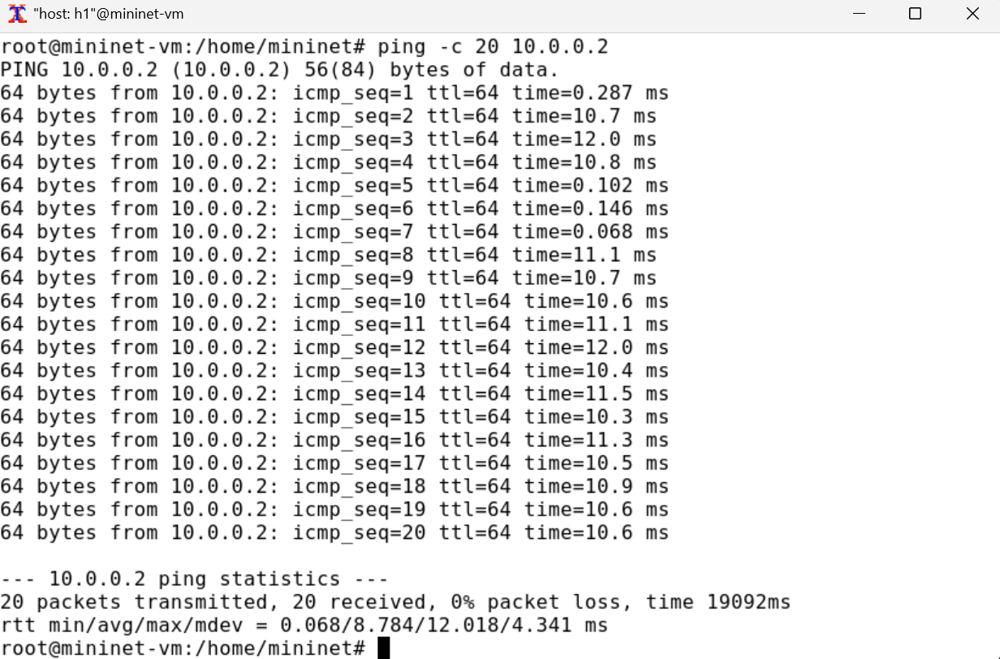 "host: h1"@mininet-vm
root@mininet-vm:/home/mininet# ping -c 20 10.0.0.2
PING 10.0.0.2 (10.0.0.2) 56(84) bytes of data.
64 bytes from 10.0.0.2: icmp_seq=1 ttl=64 time=0.287 ms
64 bytes from 10.0.0.2: icmp_seq=2 ttl=64 time=10.7 ms
64 bytes from 10.0.0.2: icmp_seq=3 ttl=64 time=12.0 ms
64 bytes from 10.0.0.2: icmp_seq=4 ttl=64 time=10.8 ms
64 bytes from 10.0.0.2: icmp_seq=5 ttl=64 time=0.102 ms
64 bytes from 10.0.0.2: icmp_seq=6 ttl=64 time=0.146 ms
64 bytes from 10.0.0.2: icmp_seq=7 ttl=64 time=0.068 ms
64 bytes from 10.0.0.2: icmp_seq=8 ttl=64 time=11.1 ms
64 bytes from 10.0.0.2: icmp_seq=9 ttl=64 time=10.7 ms
64 bytes from 10.0.0.2: icmp_seq=10 ttl=64 time=10.6 ms
64 bytes from 10.0.0.2: icmp_seq=11 ttl=64 time=11.1 ms
64 bytes from 10.0.0.2: icmp_seq=12 ttl=64 time=12.0 ms
64 bytes from 10.0.0.2: icmp_seq=13 ttl=64 time=10.4 ms
64 bytes from 10.0.0.2: icmp_seq=14 ttl=64 time=11.5 ms
64 bytes from 10.0.0.2: icmp_seq=15 ttl=64 time=10.3 ms
64 bytes from 10.0.0.2: icmp_seq=16 ttl=64 time=11.3 ms
64 bytes from 10.0.0.2: icmp_seq=17 ttl=64 time=10.5 ms
64 bytes from 10.0.0.2: icmp_seq=18 ttl=64 time=10.9 ms
64 bytes from 10.0.0.2: icmp_seq=19 ttl=64 time=10.6 ms
64 bytes from 10.0.0.2: icmp_seq=20 ttl=64 time=10.6 ms
--- 10.0.0.2 ping statistics ---
20 packets transmitted, 20 received, 0% packet loss, time 19092ms
rtt min/avg/max/mdev = 0.068/8.784/12.018/4.341 ms
root@mininet-vm:/home/mininet#